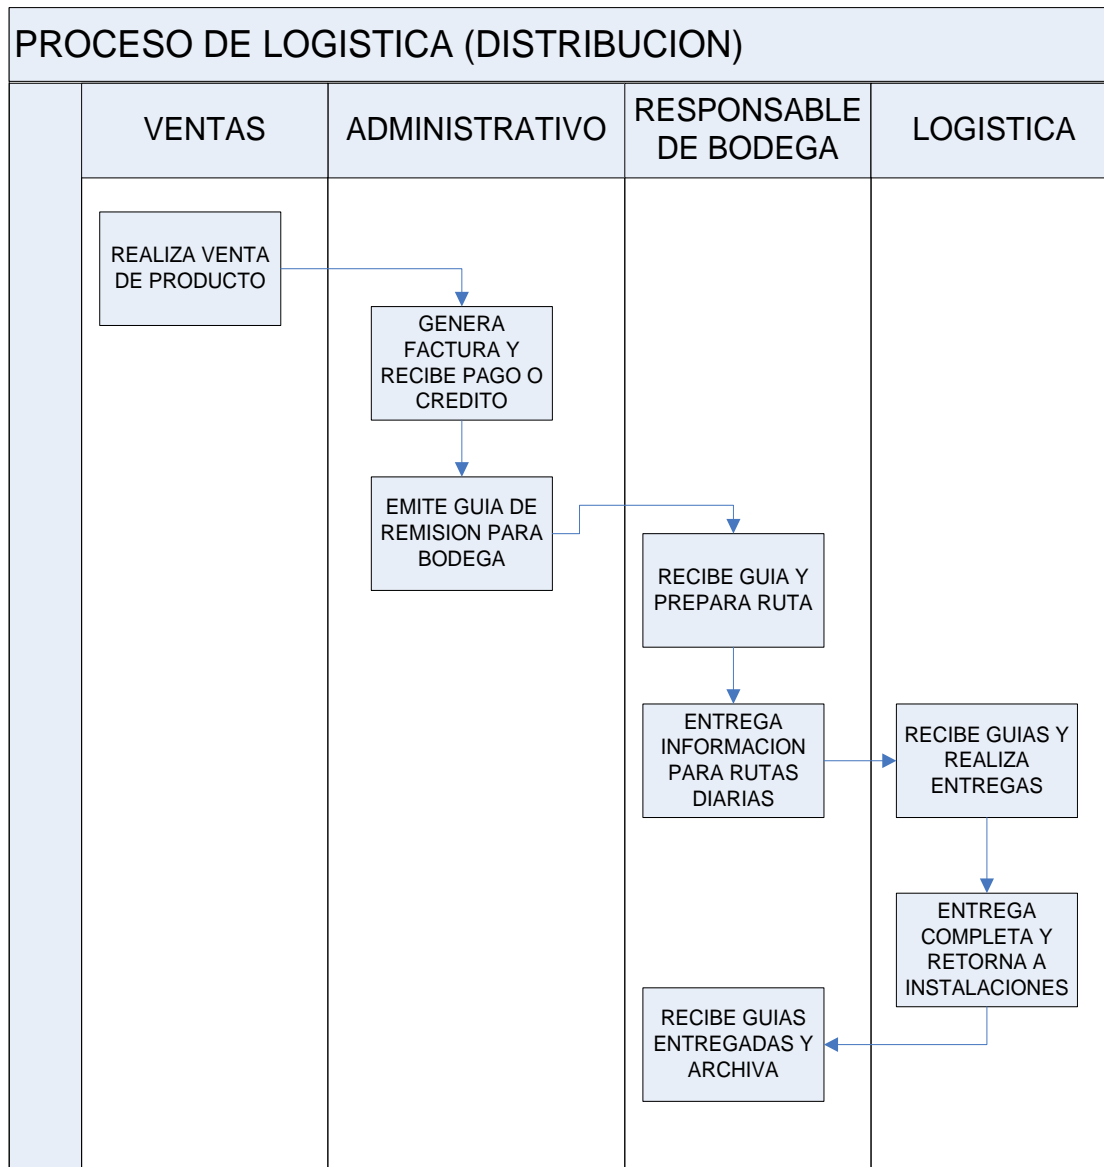 PROCESO DE LOGISTICA (DISTRIBUCION)
VENTAS
ADMINISTRATIVO
RESPONSABLE
DE BODEGA
LOGISTICA
REALIZA VENTA
DE PRODUCTO
GENERA
FACTURA Y
RECIBE PAGO O
CREDITO
EMITE GUIA DE
REMISION PARA
BODEGA
RECIBE GUIA Y
PREPARA RUTA
ENTREGA
INFORMACION
PARA RUTAS
DIARIAS
RECIBE GUIAS Y
REALIZA
ENTREGAS
ENTREGA
COMPLETA Y
RETORNA A
INSTALACIONES
RECIBE GUIAS
ENTREGADAS Y
ARCHIVA